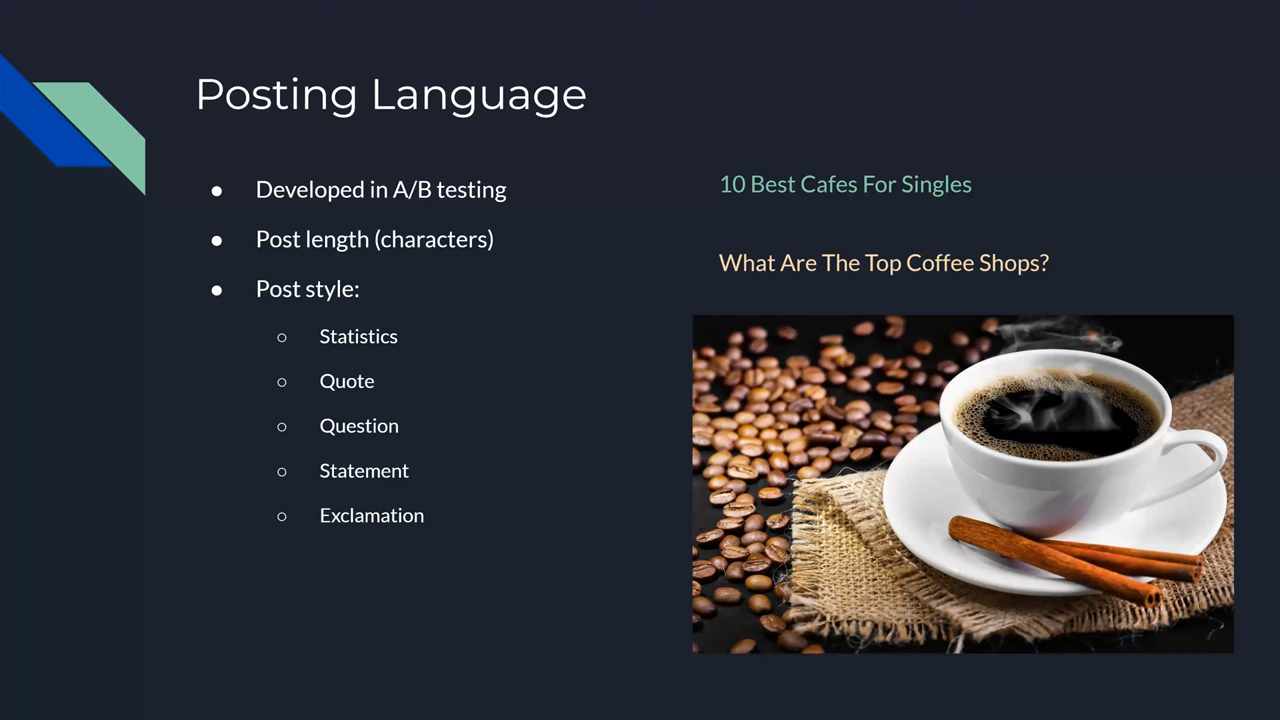 Posting Language
● Developed in A/B testing
● Post length (characters)
● Post style:
○ Statistics
○ Quote
○ Question
○ Statement
○ Exclamation
10 Best Cafes For Singles
What Are The Top Coffee Shops?